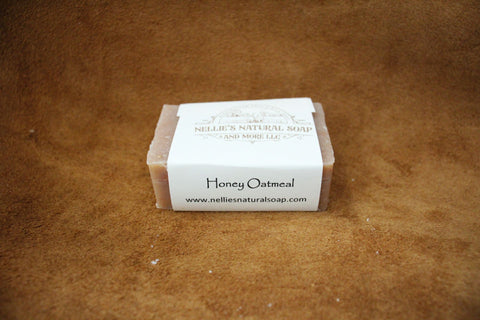 NELLIE'S NATURAL SOAP
AND MORE LLC
Honey Oatmeal
www.nelliesnaturalsoap.com